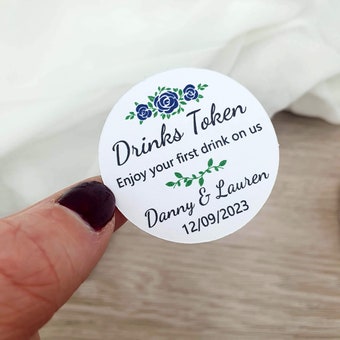 Drinks Token
Enjoy your first drink on us
Danny & Lauren
12/09/2023